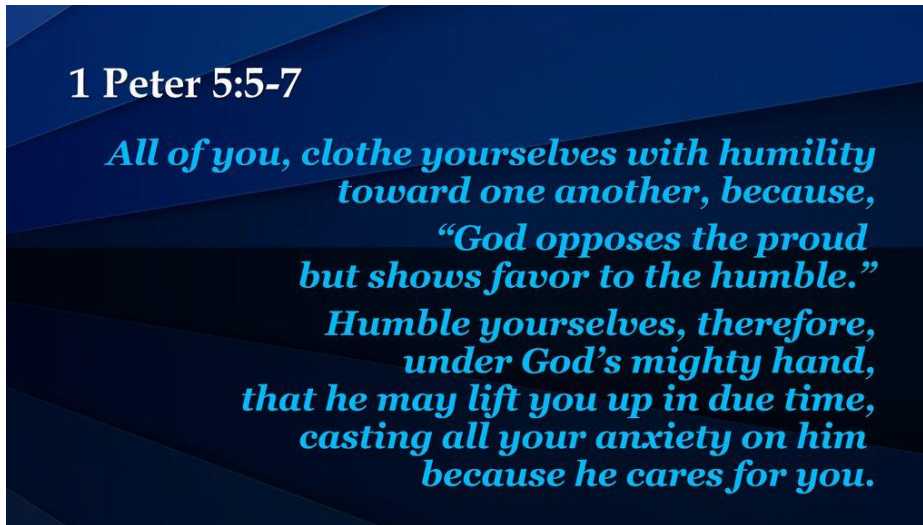 1 Peter 5:5-7
All of you, clothe yourselves with humility
toward one another, because,
“God opposes the proud
but shows favor to the humble.”
Humble yourselves, therefore,
under God’s mighty hand,
that he may lift you up in due time,
casting all your anxiety on him
because he cares for you.